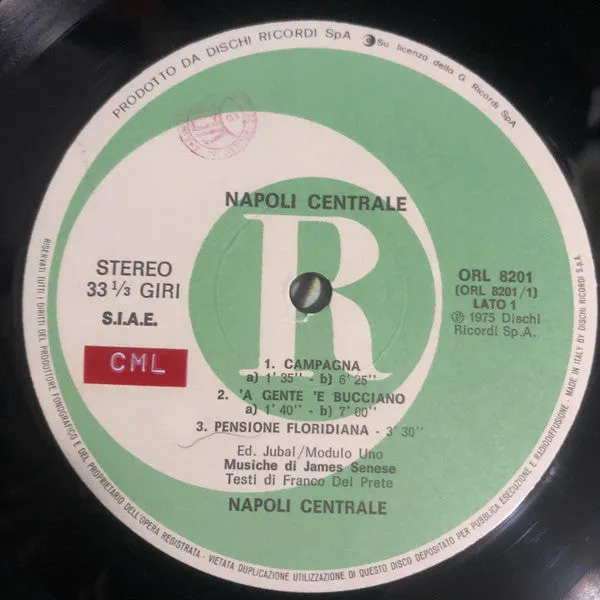 PRODOTTO DA DISCHI RICORDI SpA
Su licenza della G. Ricordi SpA
NAPOLI CENTRALE
R
STEREO
33 1/3 GIRI
S.I.A.E.
CML
ORL 8201
(ORL 8201/1)
LATO 1
℗ 1975 Dischi
Ricordi S.p.A.
1. CAMPAGNA
a) 1' 35" - b) 6' 25"
2. 'A GENTE 'E BUCCIANO
a) 1' 40" - b) 7' 00"
3. PENSIONE FLORIDIANA - 3' 30"
Ed. Jubal/Modulo Uno
Musiche di James Senese
Testi di Franco Del Prete
NAPOLI CENTRALE
RISERVATI TUTTI I DIRITTI DEL PRODUTTORE FONOGRAFICO E DEL PROPRIETARIO DELL'OPERA REGISTRATA - VIETATA DUPLICAZIONE UTILIZZAZIONE DI QUESTO DISCO DEPOSITATO PER PUBBLICA ESECUZIONE E RADIODIFFUSIONE - MADE IN ITALY BY DISCHI RICORDI S.p.A.